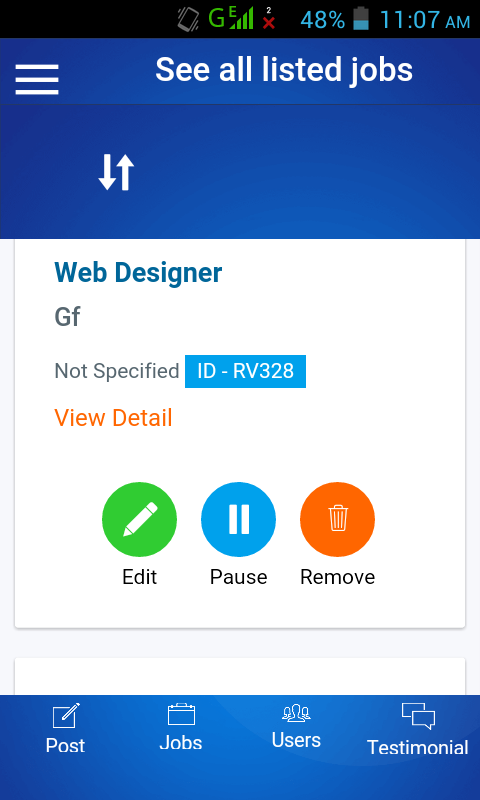 G E 2 48% 11:07 AM
See all listed jobs
Web Designer
Gf
Not Specified ID - RV328
View Detail
Edit Pause Remove
Post Jobs Users Testimonial